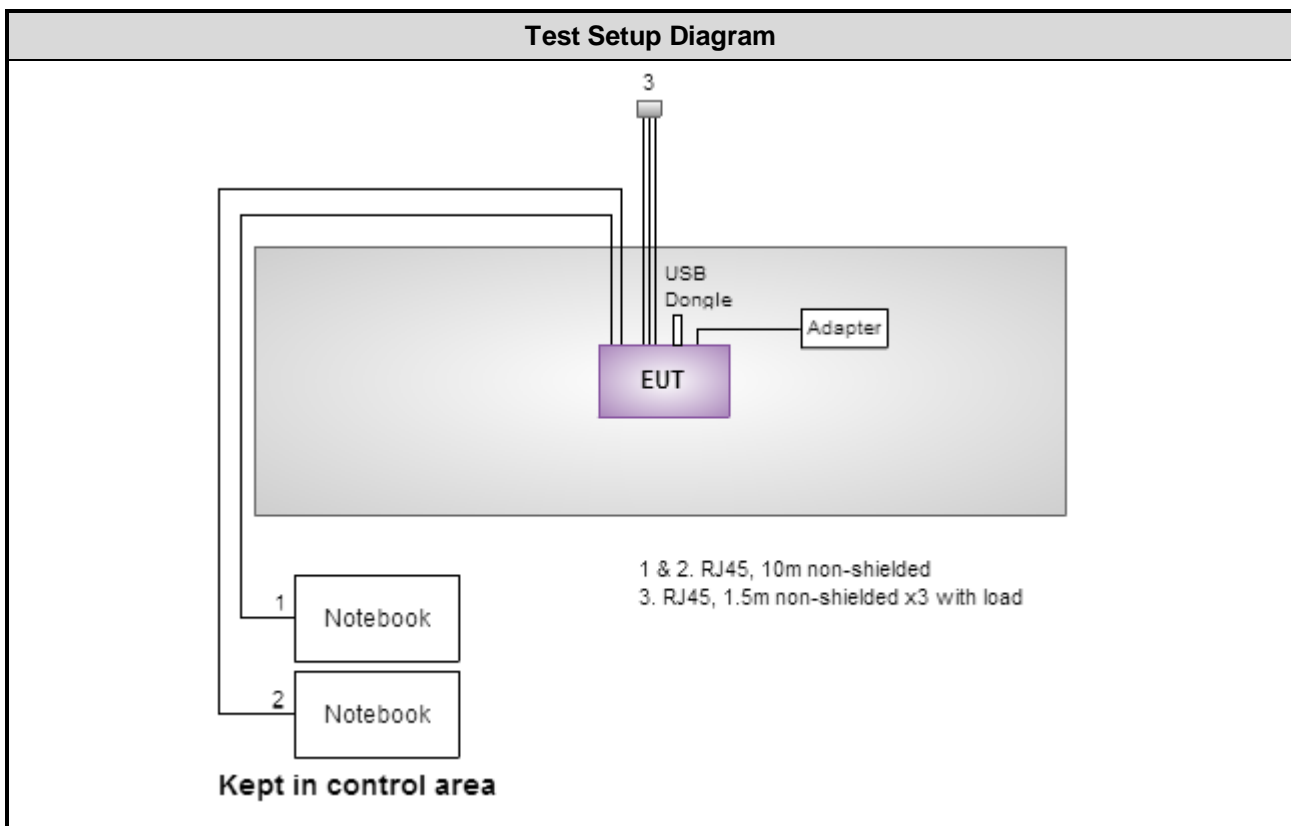 Test Setup Diagram
3
USB
Dongle
Adapter
EUT
1 & 2. RJ45, 10m non-shielded
3. RJ45, 1.5m non-shielded x3 with load
1
Notebook
2
Notebook
Kept in control area